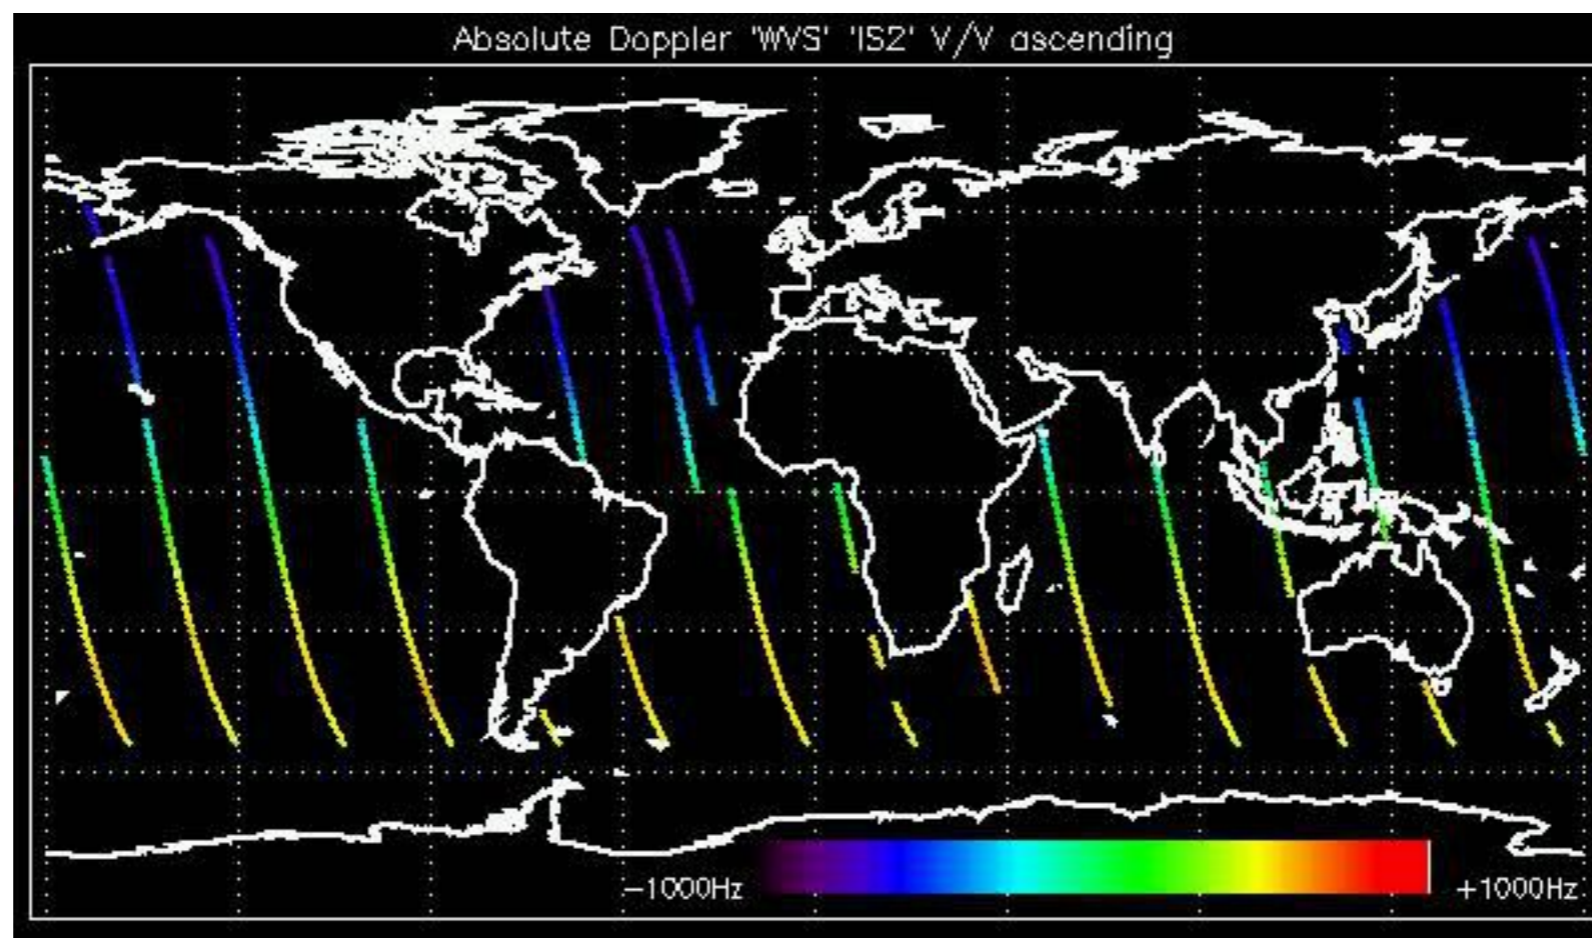 Absolute Doppler 'WVS' 'IS2' V/V ascending
-1000Hz +1000Hz